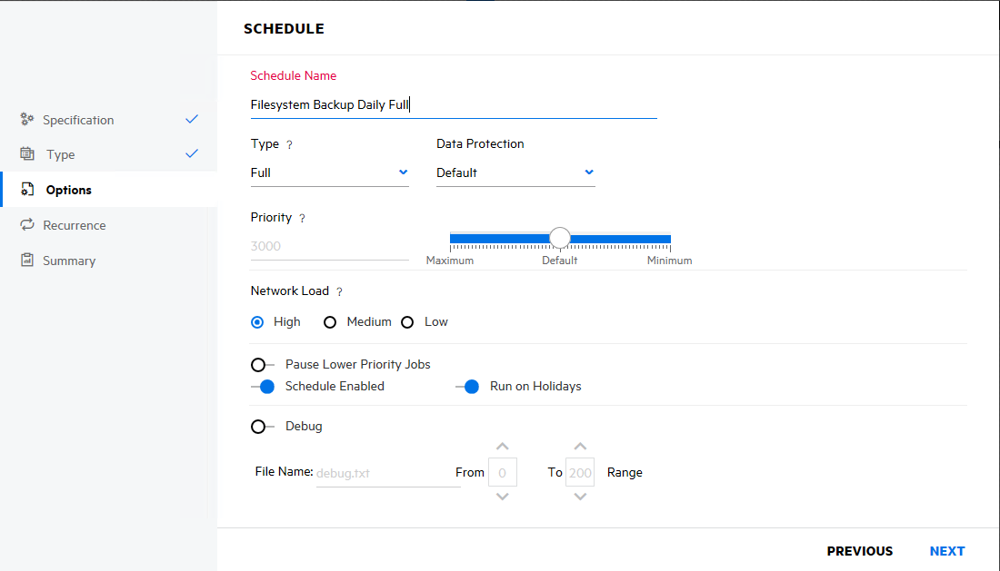 SCHEDULE
Specification
Type
Options
Recurrence
Summary
Schedule Name
Filesystem Backup Daily Full
Type ? Data Protection
Full Default
Priority ?
3000
Maximum Default Minimum
Network Load ?
High Medium Low
Pause Lower Priority Jobs
Schedule Enabled Run on Holidays
Debug
File Name: debug.txt From 0 To 200 Range
PREVIOUS NEXT